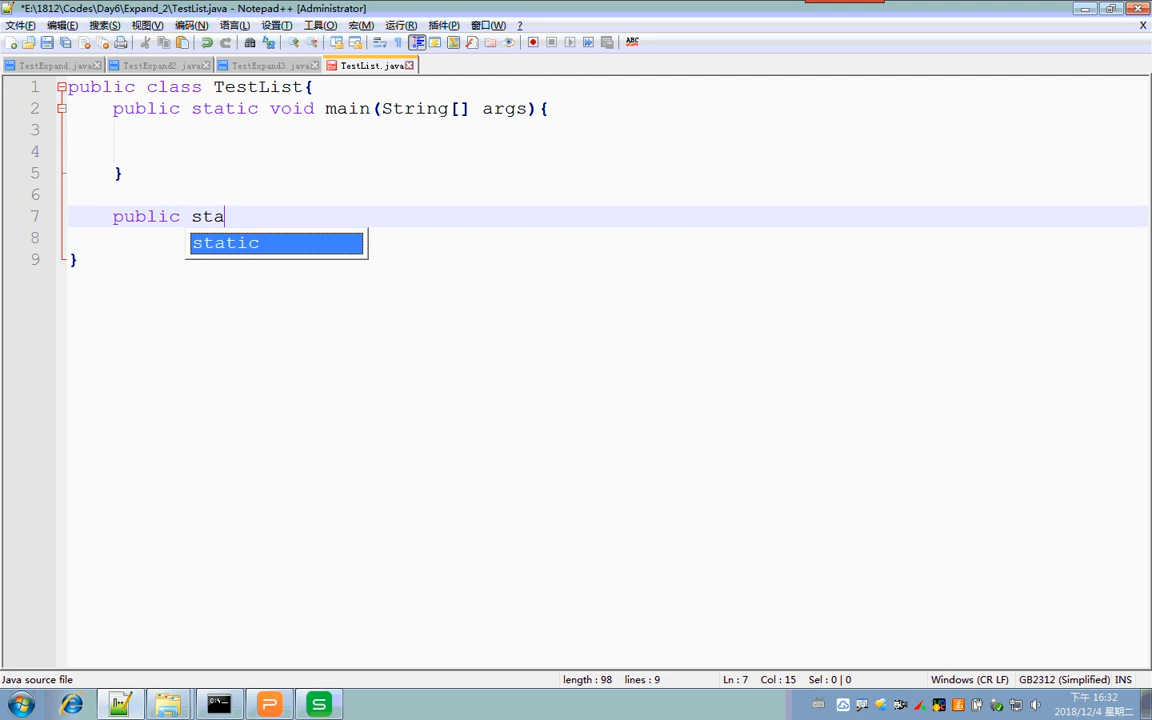 *E:\1812\Codes\Day6\Expand_2\TestList.java - Notepad++ [Administrator]
文件(F) 编辑(E) 搜索(S) 视图(V) 编码(N) 语言(L) 设置(T) 工具(O) 宏(M) 运行(R) 插件(P) 窗口(W) ? X
ABC
TestExpand.java TestExpand2.java TestExpand3.java TestList.java
1 public class TestList{
2 public static void main(String[] args){
3
4
5 }
6
7 public sta
8 static
9 }
Java source file length : 98 lines : 9 Ln : 7 Col : 15 Sel : 0 | 0 Windows (CR LF) GB2312 (Simplified) INS
下午 16:32
2018/12/4 星期二